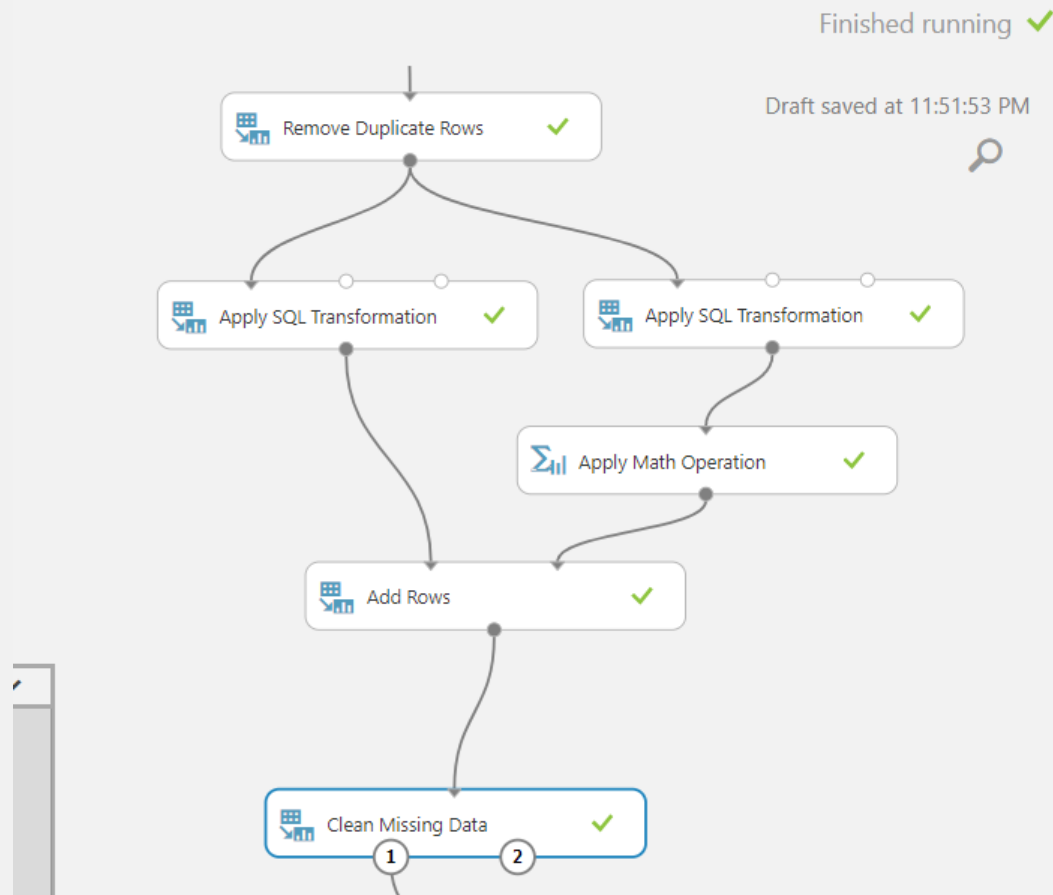 Finished running
Draft saved at 11:51:53 PM
Remove Duplicate Rows
Apply SQL Transformation
Apply SQL Transformation
Apply Math Operation
Add Rows
Clean Missing Data
1
2